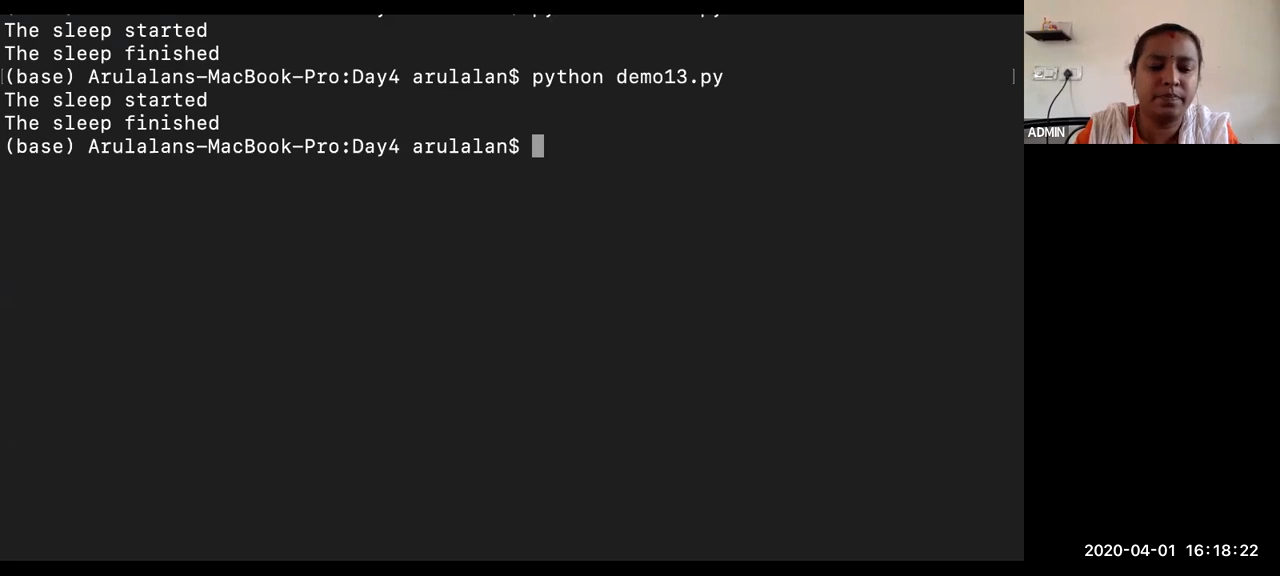 The sleep started
The sleep finished
(base) Arulalans-MacBook-Pro:Day4 arulalan$ python demo13.py
The sleep started
The sleep finished
(base) Arulalans-MacBook-Pro:Day4 arulalan$
ADMIN
2020-04-01 16:18:22